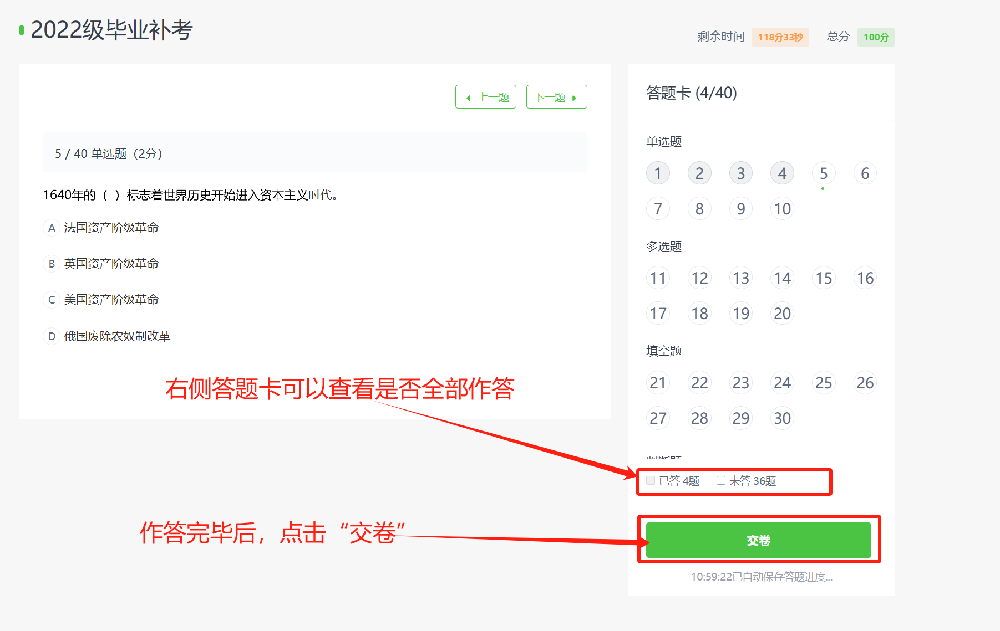 2022级毕业补考
剩余时间 118分33秒 总分 100分
上一题 下一题
5 / 40 单选题（2分）
1640年的（ ）标志着世界历史开始进入资本主义时代。
A 法国资产阶级革命
B 英国资产阶级革命
C 美国资产阶级革命
D 俄国废除农奴制改革
右侧答题卡可以查看是否全部作答
作答完毕后，点击“交卷”
答题卡 (4/40)
单选题
1 2 3 4 5 6
7 8 9 10
多选题
11 12 13 14 15 16
17 18 19 20
填空题
21 22 23 24 25 26
27 28 29 30
已答 4题 未答 36题
交卷
10:59:22已自动保存答题进度...